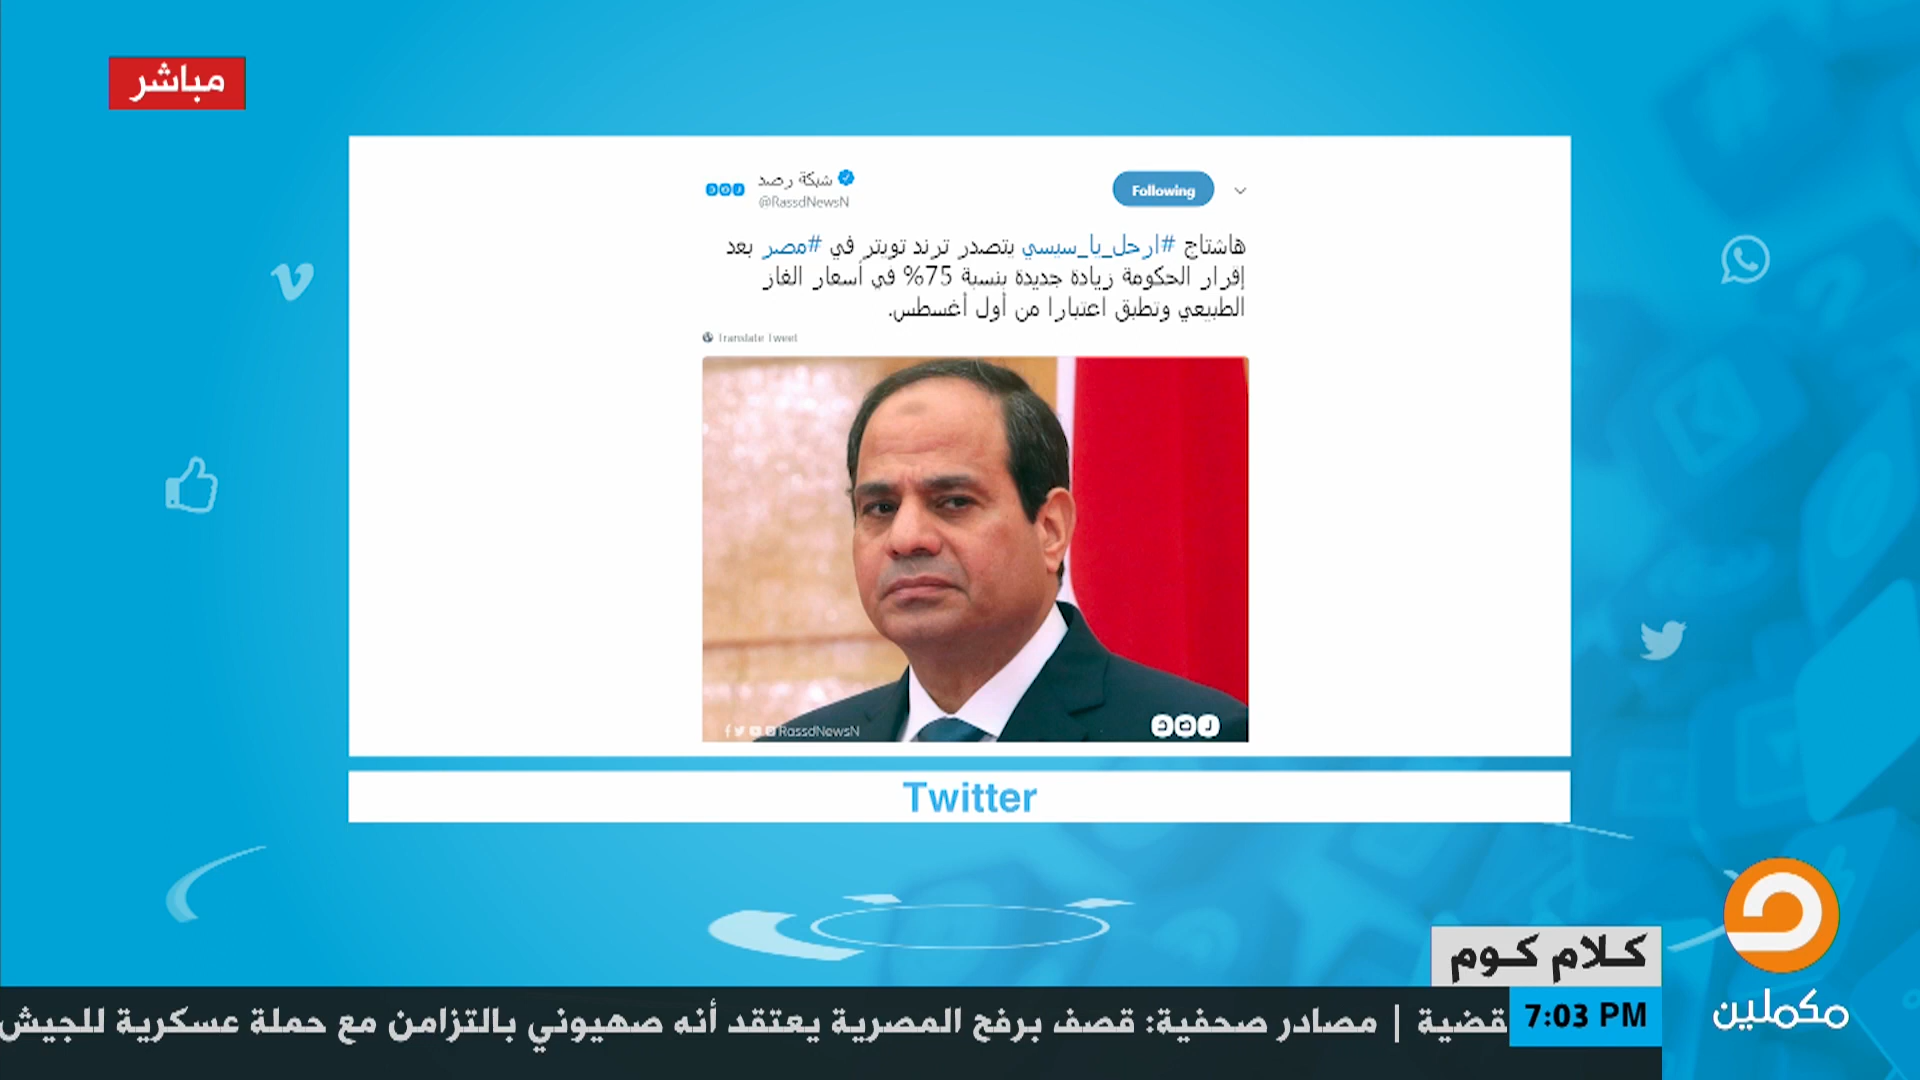 مباشر
شبكة رصد
@RassdNewsN
Following
هاشتاج #ارحل_يا_سيسي يتصدر ترند تويتر في #مصر بعد
إقرار الحكومة زيادة جديدة بنسبة 75% في أسعار الغاز
الطبيعي وتطبق اعتبارا من أول أغسطس.
Translate Tweet
RassdNewsN
رصد
Twitter
كلام كوم
7:03 PM
قضية | مصادر صحفية: قصف برفح المصرية يعتقد أنه صهيوني بالتزامن مع حملة عسكرية للجيش
مكملين